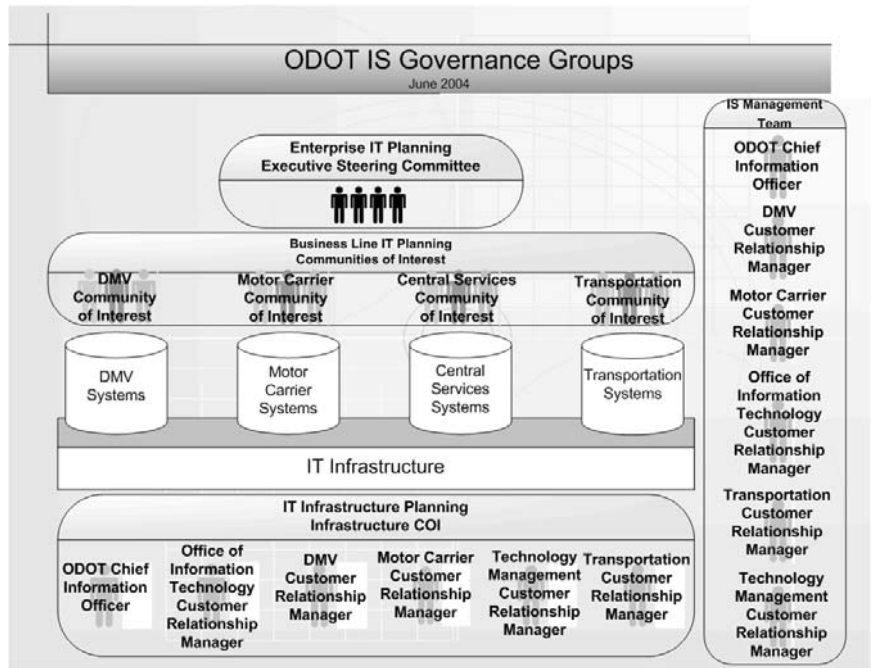 ODOT IS Governance Groups
June 2004
Enterprise IT Planning
Executive Steering Committee
Business Line IT Planning
Communities of Interest
DMV
Community
of Interest
Motor Carrier
Community
of Interest
Central Services
Community
of Interest
Transportation
Community
of Interest
DMV
Systems
Motor
Carrier
Systems
Central
Services
Systems
Transportation
Systems
IT Infrastructure
IT Infrastructure Planning
Infrastructure COI
ODOT Chief
Information
Officer
Office of
Information
Technology
Customer
Relationship
Manager
DMV
Customer
Relationship
Manager
Motor Carrier
Customer
Relationship
Manager
Technology
Management
Customer
Relationship
Manager
Transportation
Customer
Relationship
Manager
IS Management
Team
ODOT Chief
Information
Officer
DMV
Customer
Relationship
Manager
Motor Carrier
Customer
Relationship
Manager
Office of
Information
Technology
Customer
Relationship
Manager
Transportation
Customer
Relationship
Manager
Technology
Management
Customer
Relationship
Manager